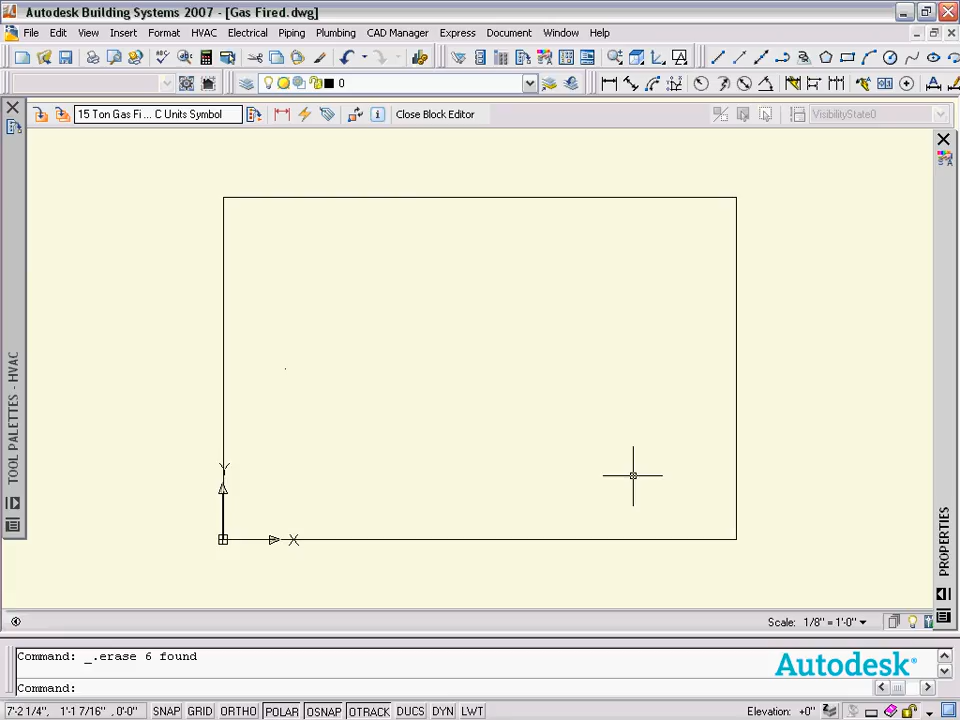 Autodesk Building Systems 2007 - [Gas Fired.dwg]
File Edit View Insert Format HVAC Electrical Piping Plumbing CAD Manager Express Document Window Help
0
15 Ton Gas Fi ... C Units Symbol
Close Block Editor
VisibilityState0
TOOL PALETTES - HVAC
Y
X
PROPERTIES
Scale: 1/8" = 1'-0"
Command: _.erase 6 found
Autodesk®
Command:
7'-2 1/4", 1'-1 7/16", 0'-0" SNAP GRID ORTHO POLAR OSNAP OTRACK DUCS DYN LWT Elevation: +0"